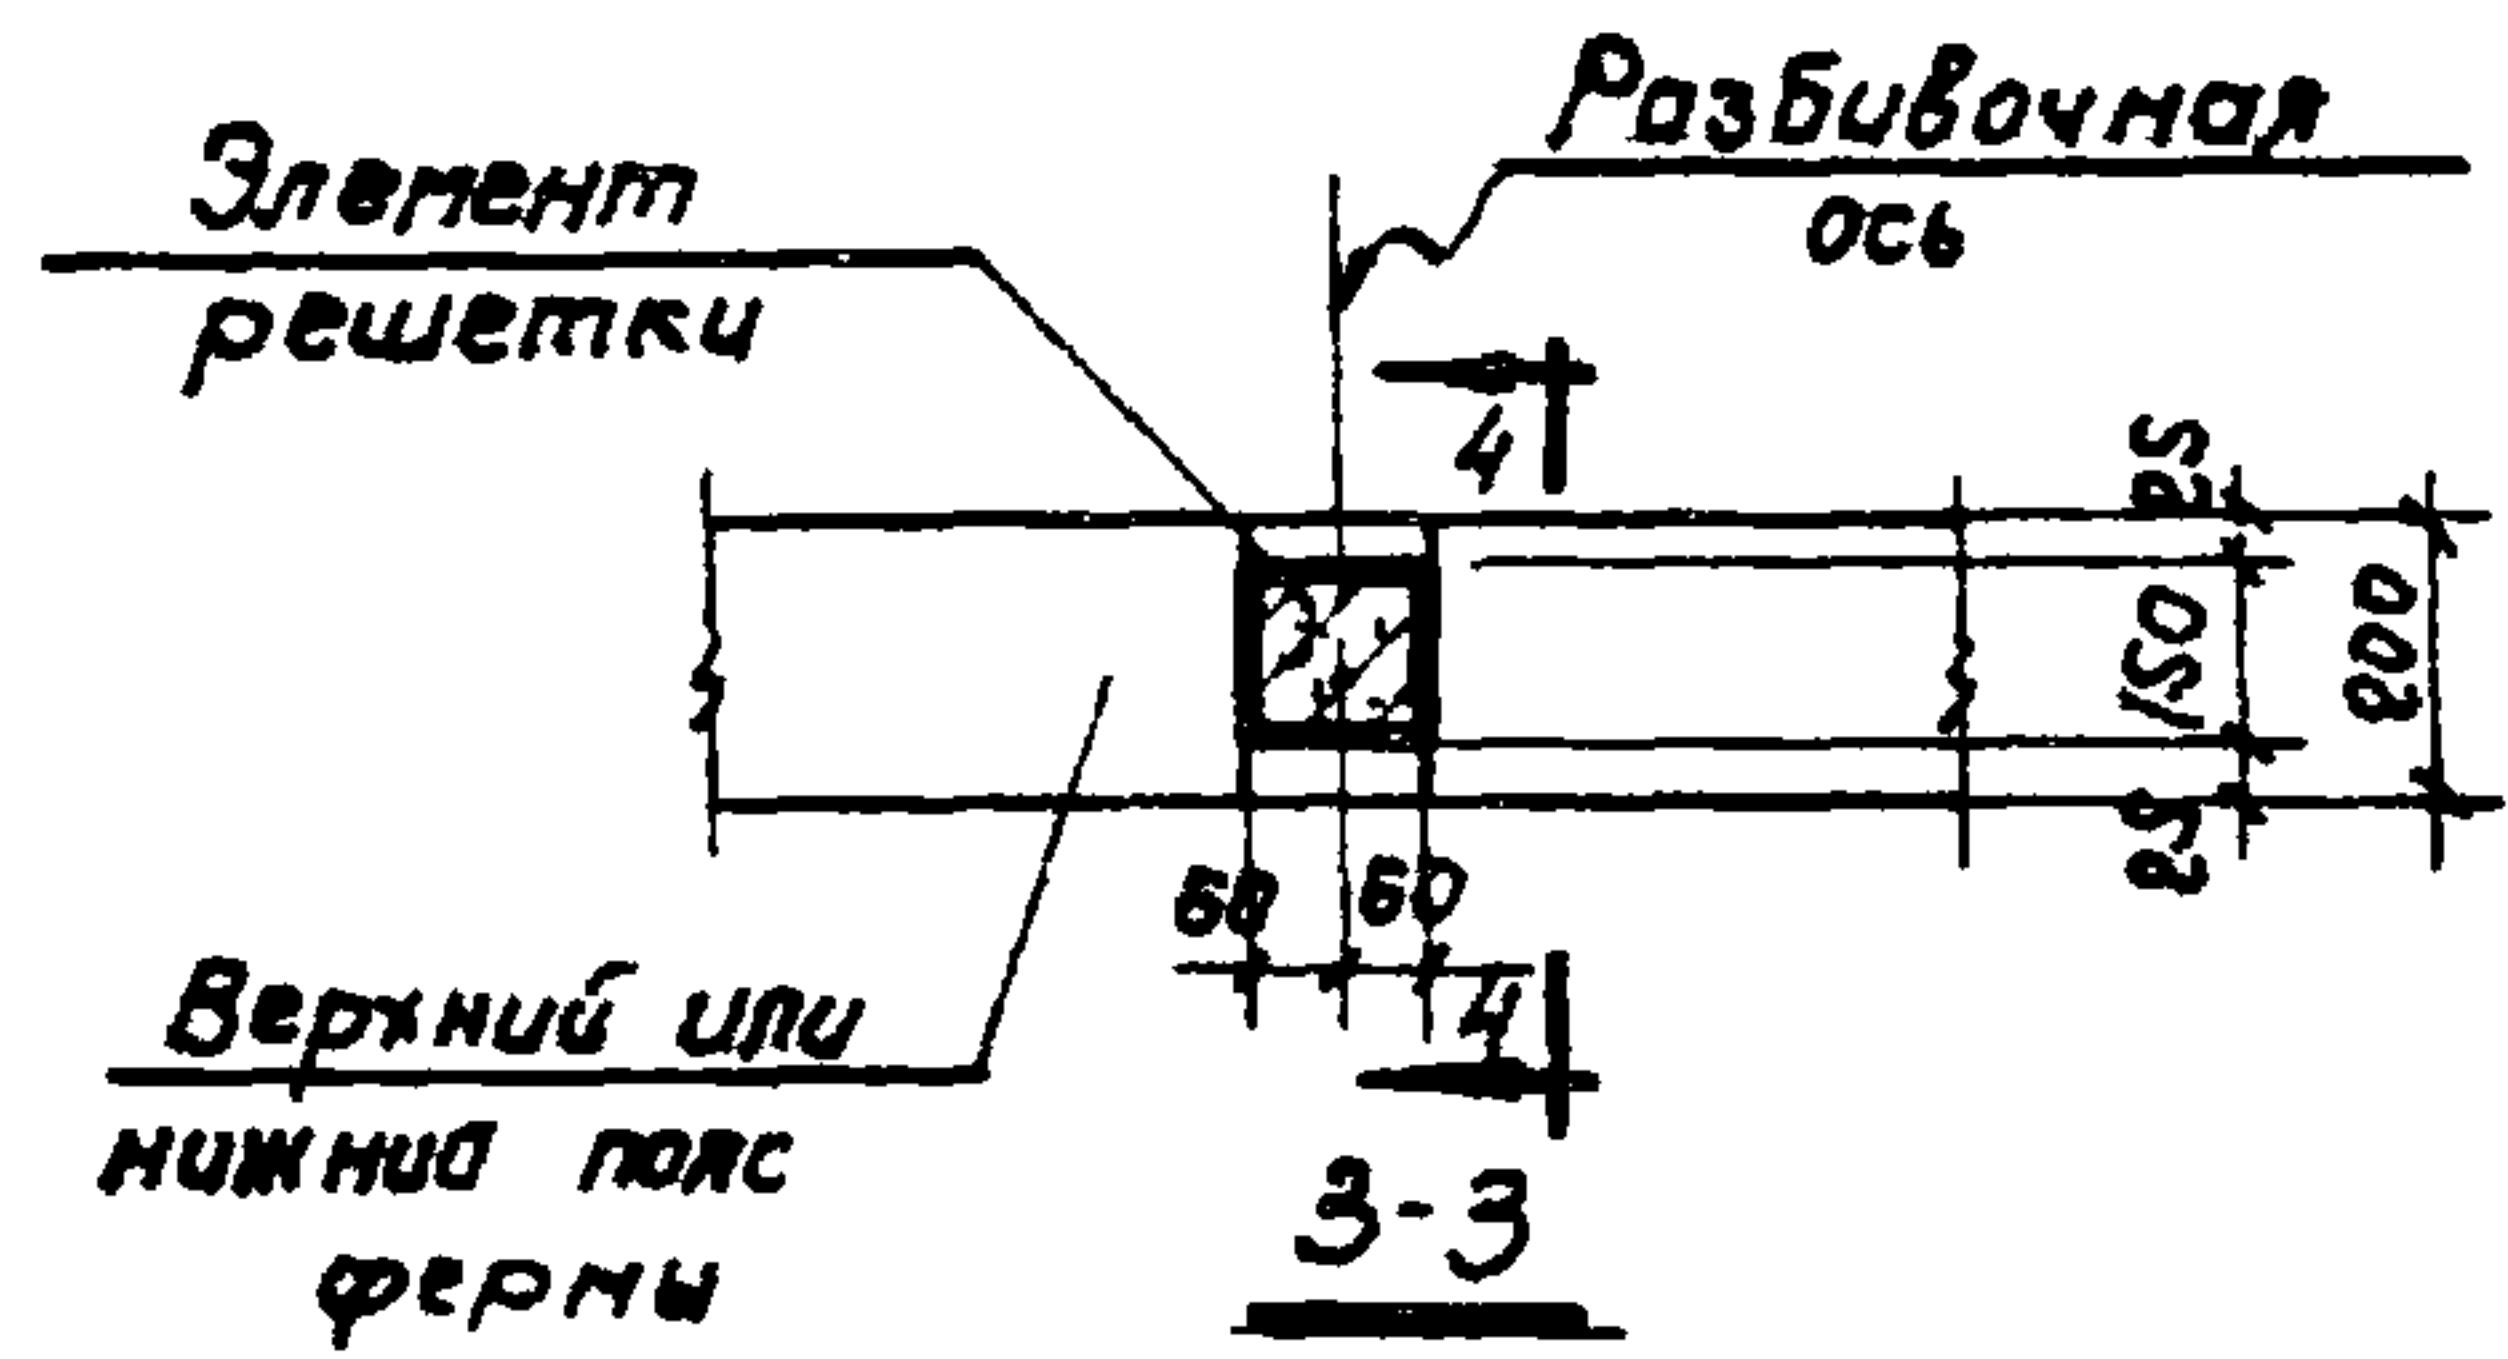 Разбивочная
ось
Элемент
решетки
4
25
150
200
25
60 60
4
Верхний или
нижний пояс
фермы
3-3